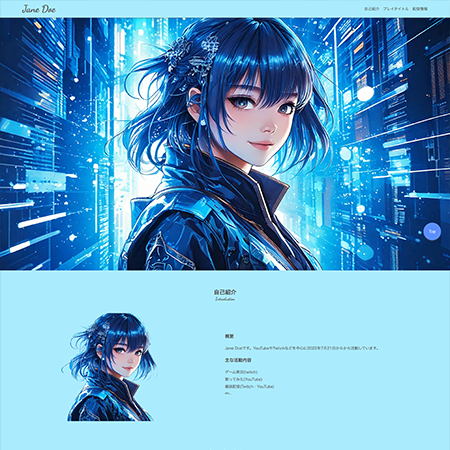 Jane Doe
自己紹介 プレイタイトル 配信情報
Top
自己紹介
Introduction
概要
Jane Doeです。YouTubeやTwitchなどを中心に2022年7月21日からから活動しています。
主な活動内容
ゲーム実況(twitch)
歌ってみた(YouTube)
雑談配信(Twitch・YouTube)